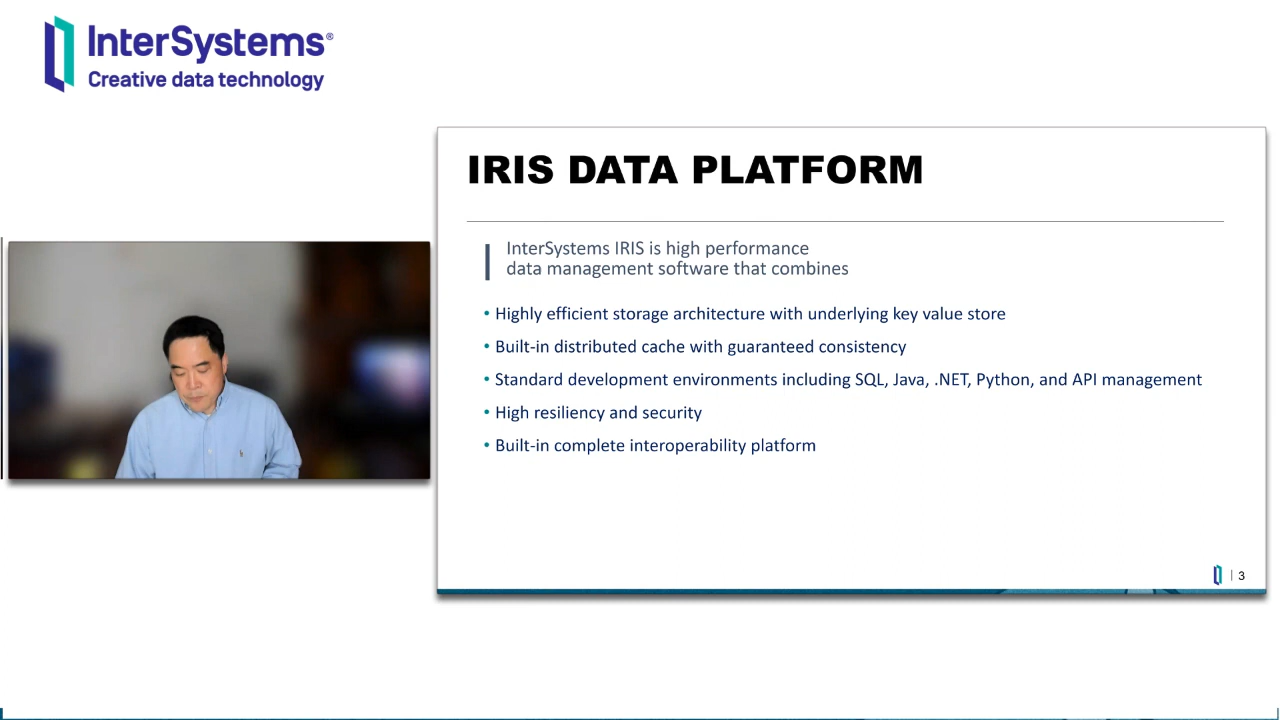 InterSystems®
Creative data technology
IRIS DATA PLATFORM
InterSystems IRIS is high performance
data management software that combines
• Highly efficient storage architecture with underlying key value store
• Built-in distributed cache with guaranteed consistency
• Standard development environments including SQL, Java, .NET, Python, and API management
• High resiliency and security
• Built-in complete interoperability platform
| 3